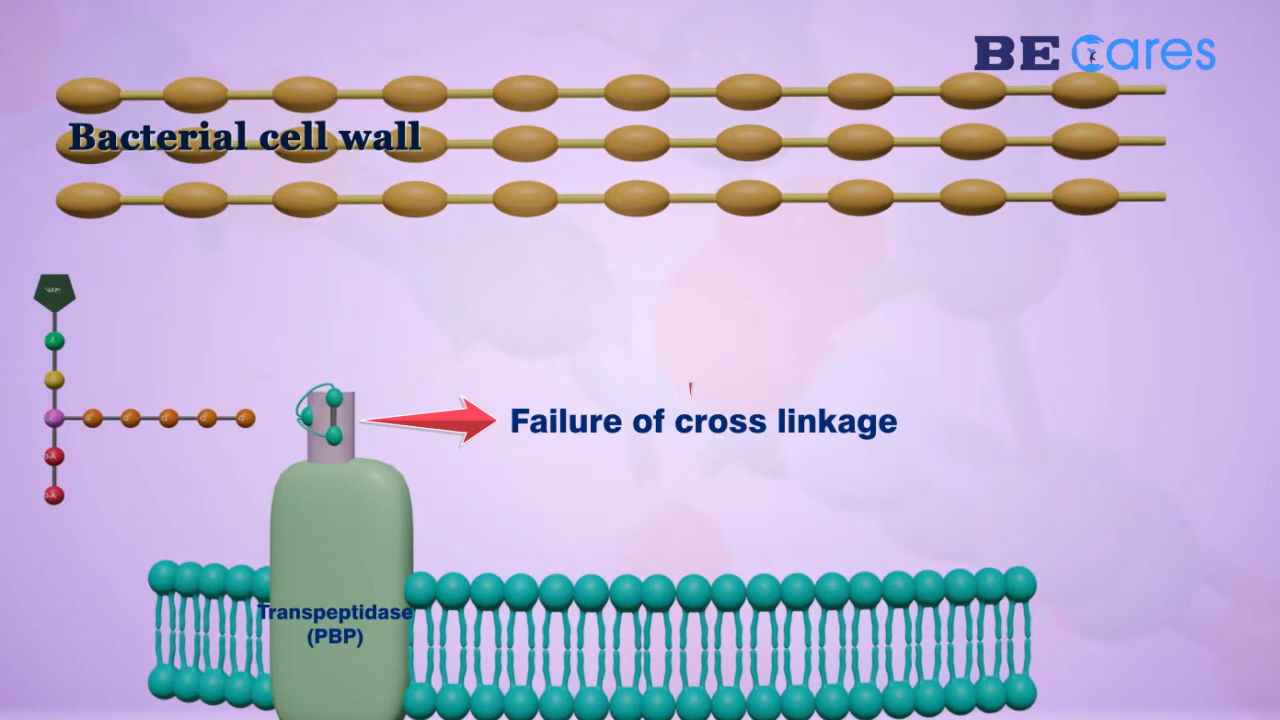 BE Cares
Bacterial cell wall
Failure of cross linkage
Transpeptidase
(PBP)